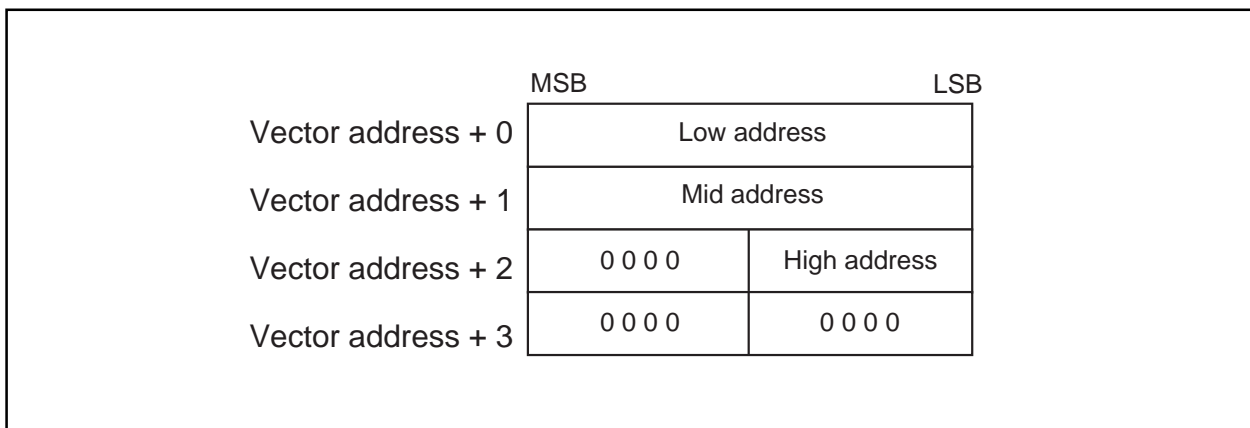 MSB LSB
Vector address + 0 Low address
Vector address + 1 Mid address
Vector address + 2 0 0 0 0 High address
Vector address + 3 0 0 0 0 0 0 0 0